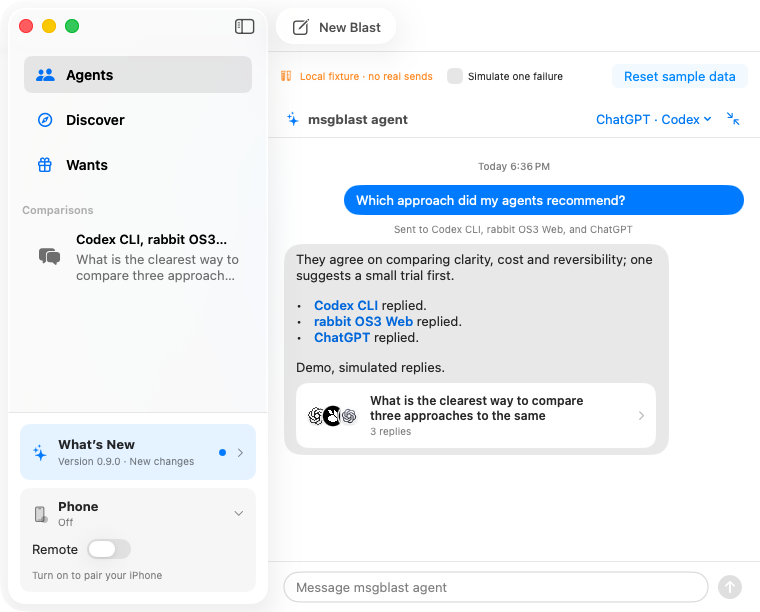 New Blast
Agents
Discover
Wants
Comparisons
Codex CLI, rabbit OS3...
What is the clearest way to
compare three approach...
What's New
Version 0.9.0 · New changes
Phone
Off
Remote
Turn on to pair your iPhone
Local fixture · no real sends
Simulate one failure
Reset sample data
msgblast agent
ChatGPT · Codex
Today 6:36 PM
Which approach did my agents recommend?
Sent to Codex CLI, rabbit OS3 Web, and ChatGPT
They agree on comparing clarity, cost and reversibility; one
suggests a small trial first.
• Codex CLI replied.
• rabbit OS3 Web replied.
• ChatGPT replied.
Demo, simulated replies.
What is the clearest way to compare
three approaches to the same
3 replies
Message msgblast agent